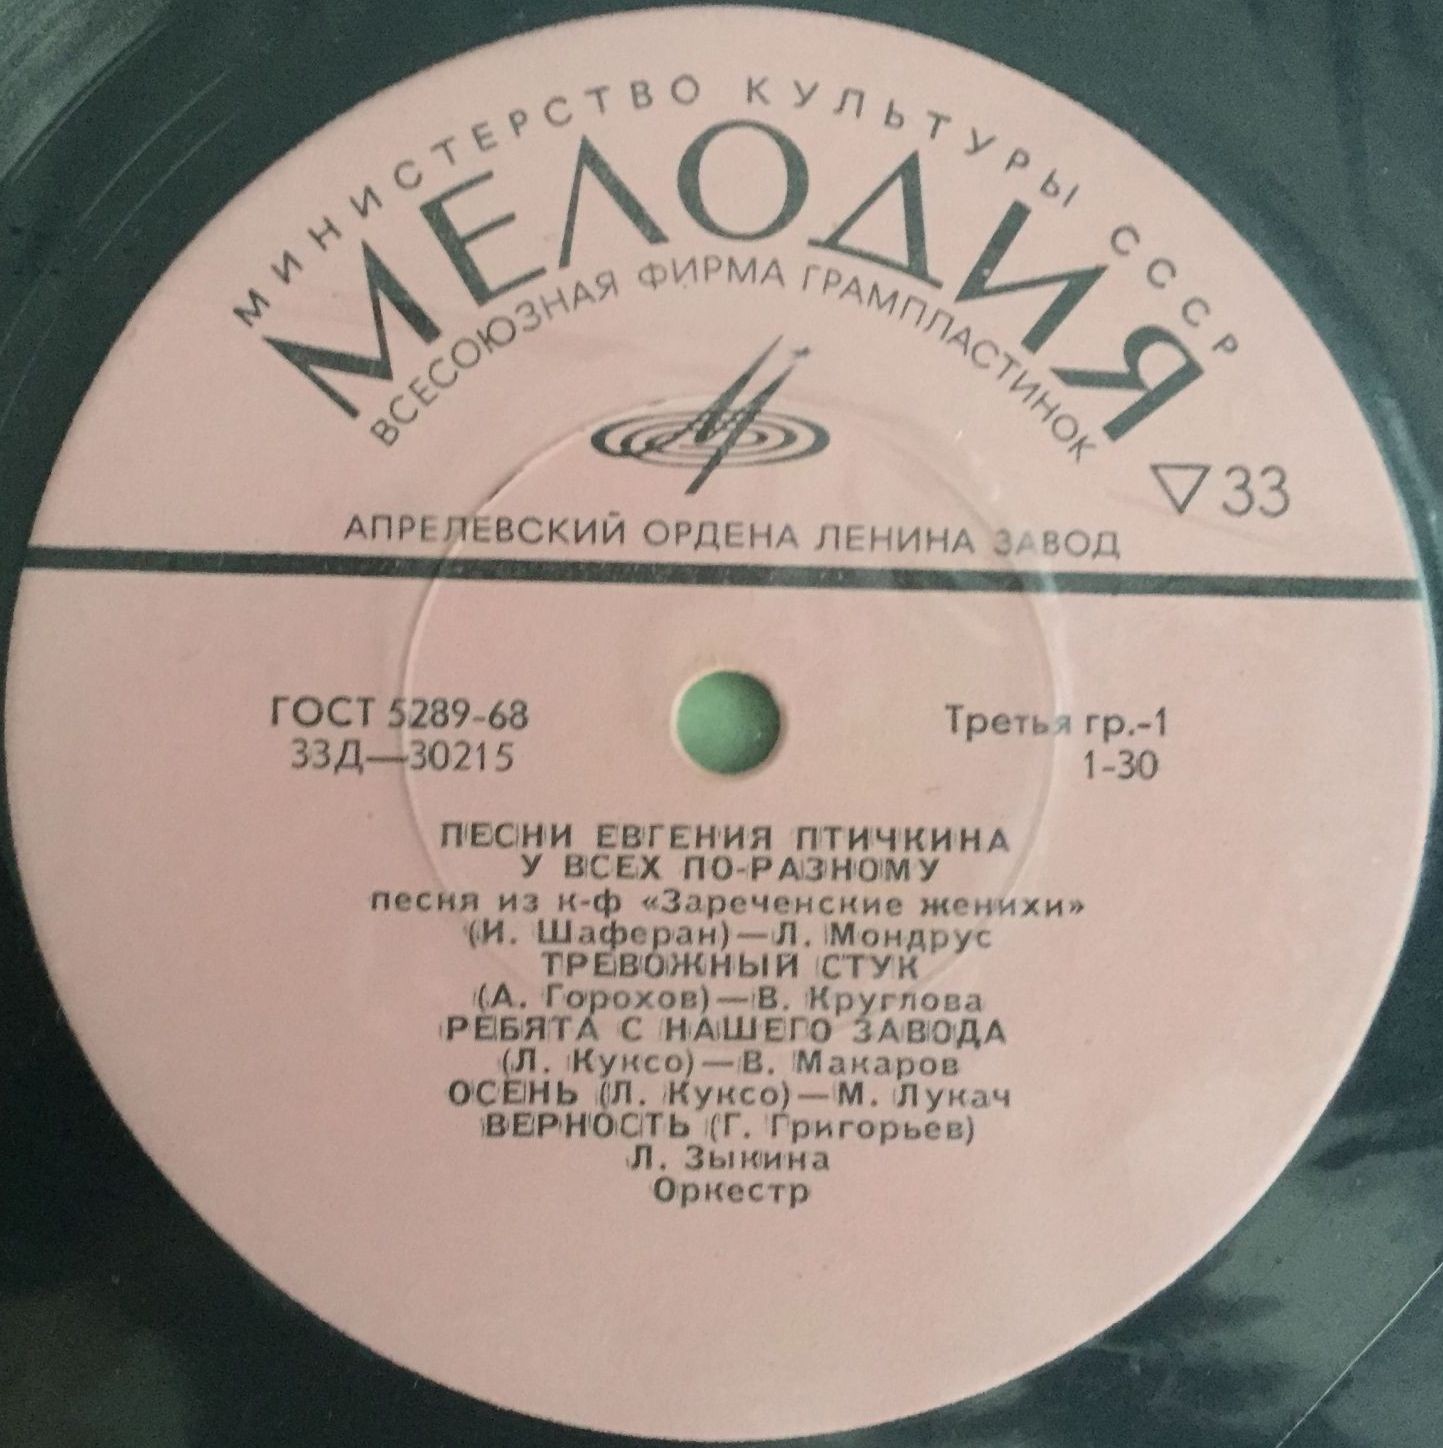 МИНИСТЕРСТВО КУЛЬТУРЫ СССР
МЕЛОДИЯ
ВСЕСОЮЗНАЯ ФИРМА ГРАМПЛАСТИНОК
33
АПРЕЛЕВСКИЙ ОРДЕНА ЛЕНИНА ЗАВОД
ГОСТ 5289-68
33Д—30215
Третья гр.-1
1-30
ПЕСНИ ЕВГЕНИЯ ПТИЧКИНА
У ВСЕХ ПО-РАЗНОМУ
песня из к-ф «Зареченские женихи»
(И. Шаферан)—Л. Мондрус
ТРЕВОЖНЫЙ СТУК
(А. Горохов)—В. Круглова
РЕБЯТА С НАШЕГО ЗАВОДА
(Л. Куксо)—В. Макаров
ОСЕНЬ (Л. Куксо)—М. Лукач
ВЕРНОСТЬ (Г. Григорьев)
Л. Зыкина
Оркестр